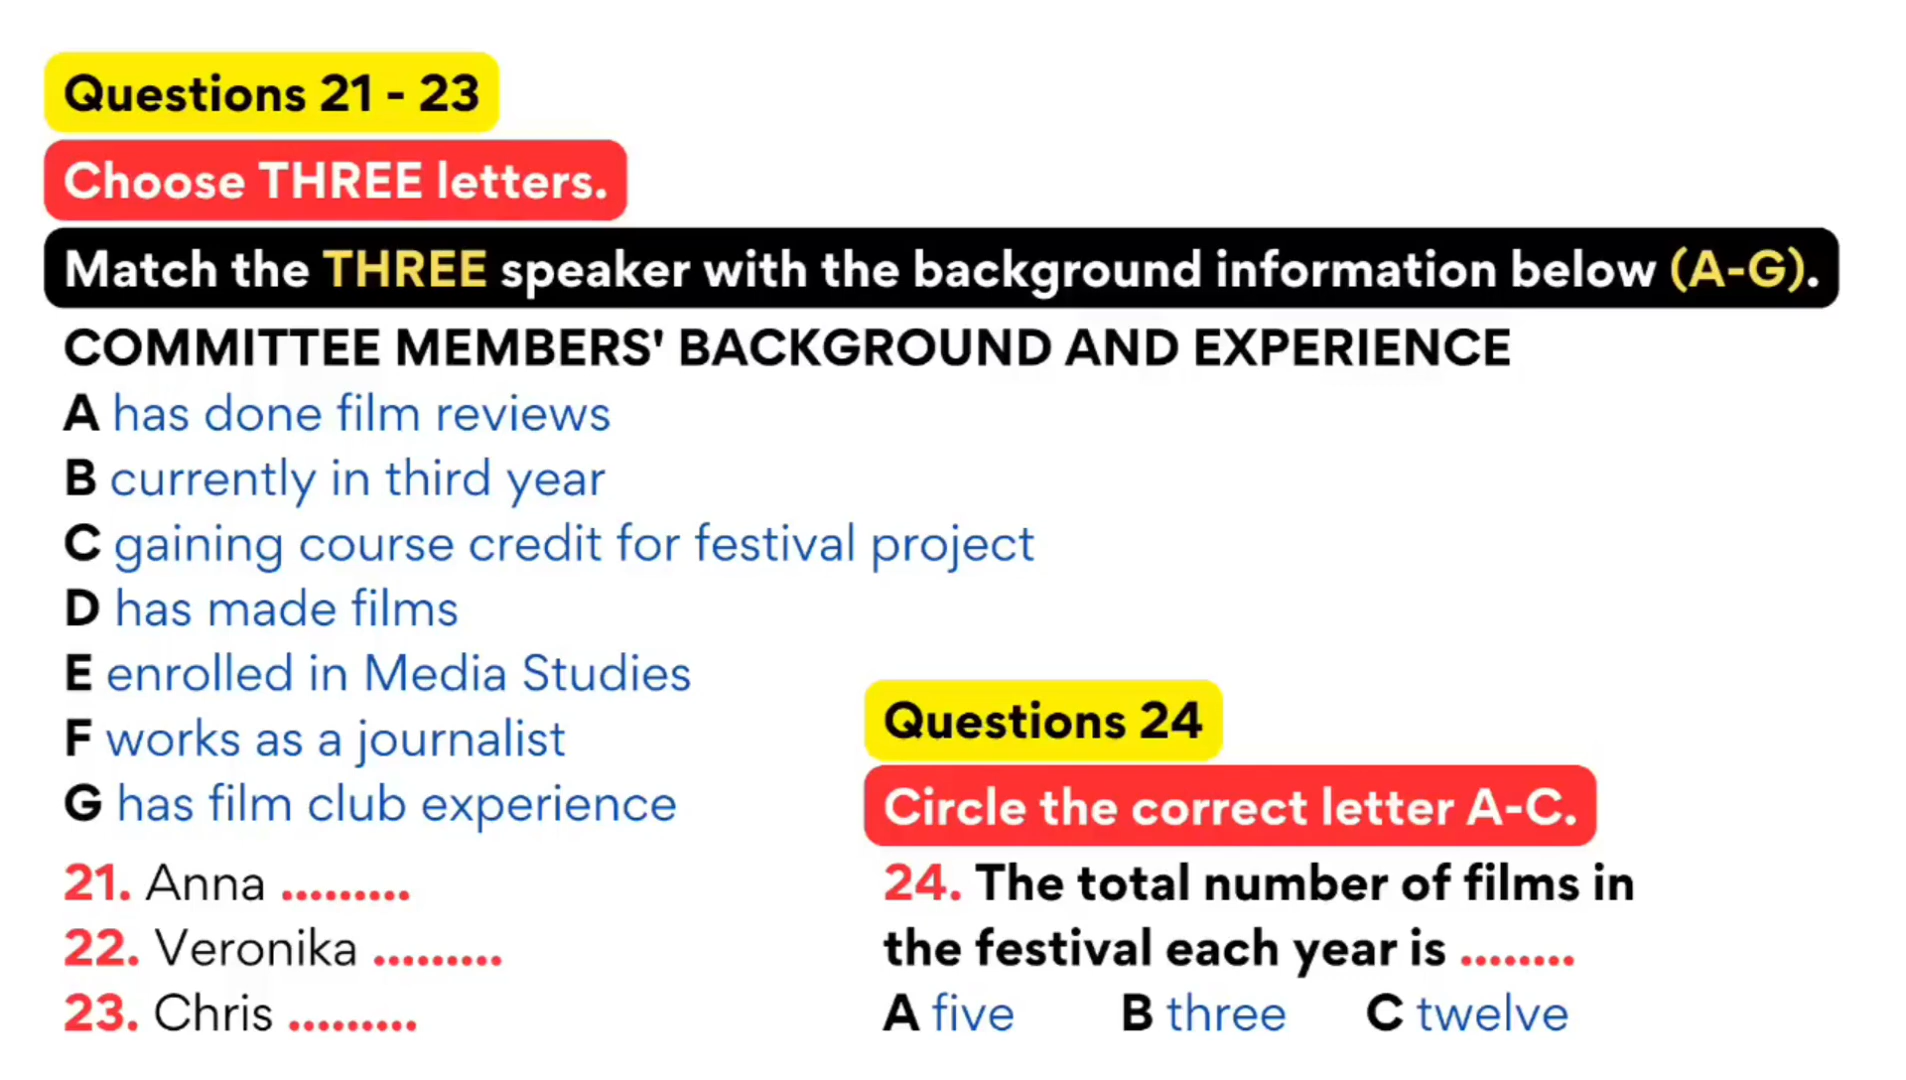 Questions 21 - 23
Choose THREE letters.
Match the THREE speaker with the background information below (A-G).
COMMITTEE MEMBERS' BACKGROUND AND EXPERIENCE
A has done film reviews
B currently in third year
C gaining course credit for festival project
D has made films
E enrolled in Media Studies
F works as a journalist
G has film club experience
21. Anna .........
22. Veronika .........
23. Chris .........
Questions 24
Circle the correct letter A-C.
24. The total number of films in
the festival each year is ........
A five B three C twelve